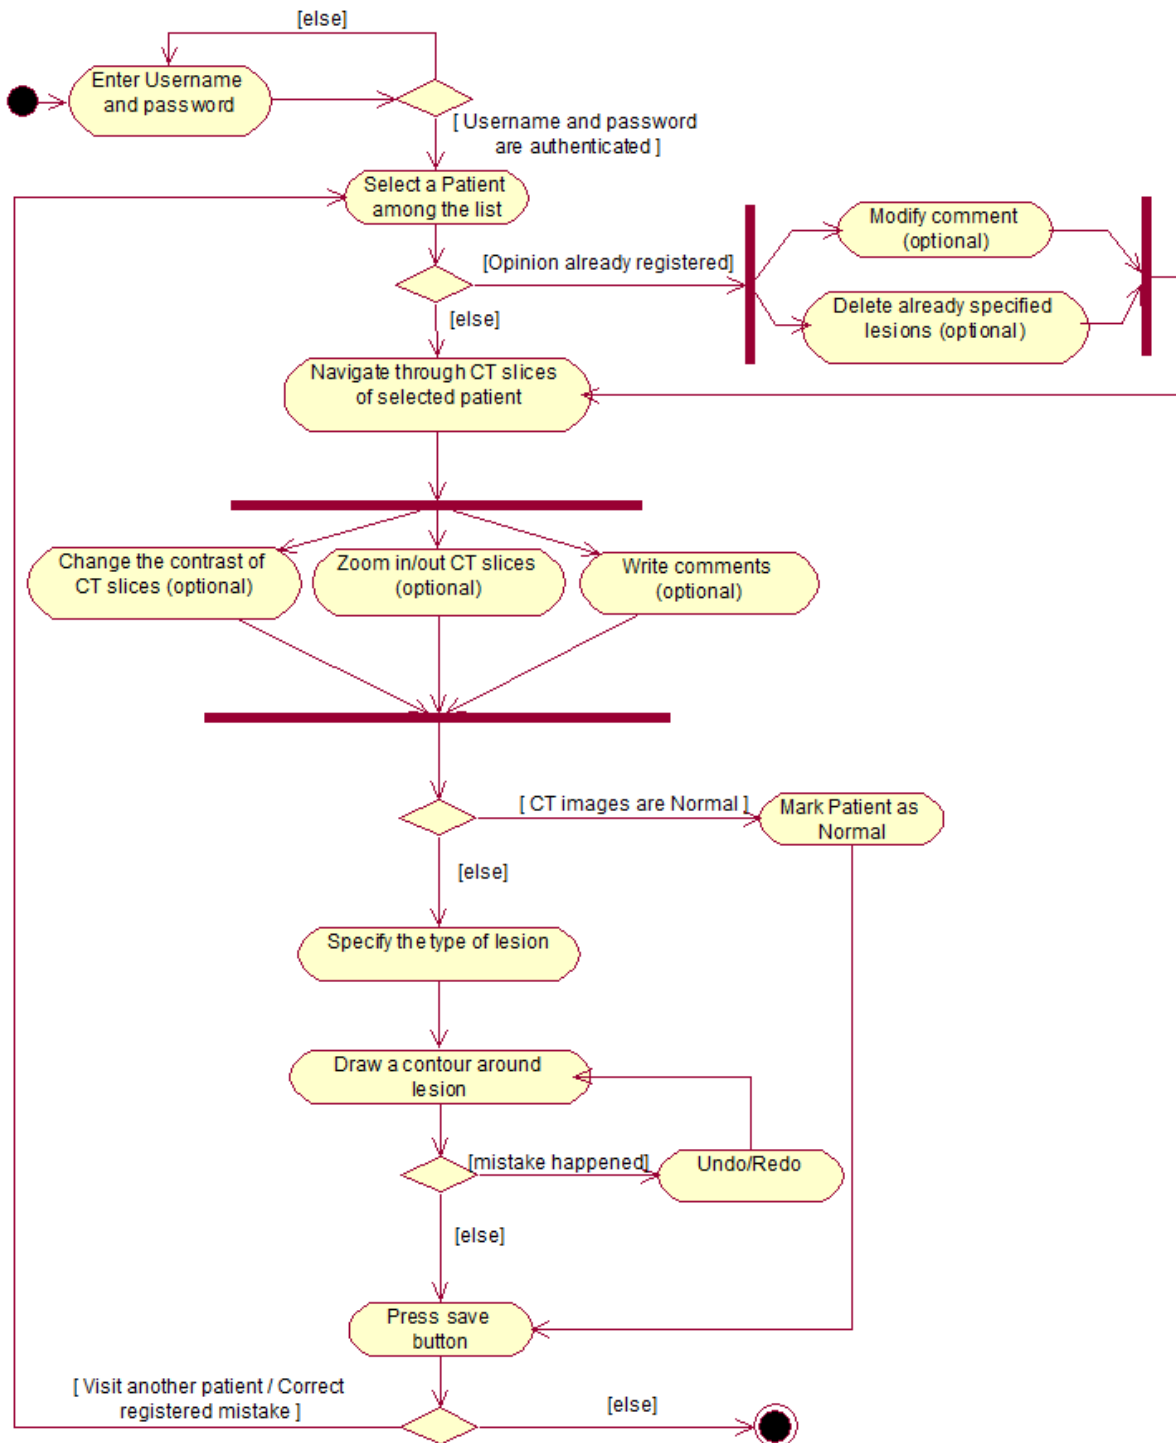 [else]
Enter Username
and password
[ Username and password
are authenticated ]
Select a Patient
among the list
[Opinion already registered]
Modify comment
(optional)
Delete already specified
lesions (optional)
[else]
Navigate through CT slices
of selected patient
Change the contrast of
CT slices (optional)
Zoom in/out CT slices
(optional)
Write comments
(optional)
[ CT images are Normal ]
Mark Patient as
Normal
[else]
Specify the type of lesion
Draw a contour around
lesion
[mistake happened]
Undo/Redo
[else]
Press save
button
[ Visit another patient / Correct
registered mistake ]
[else]